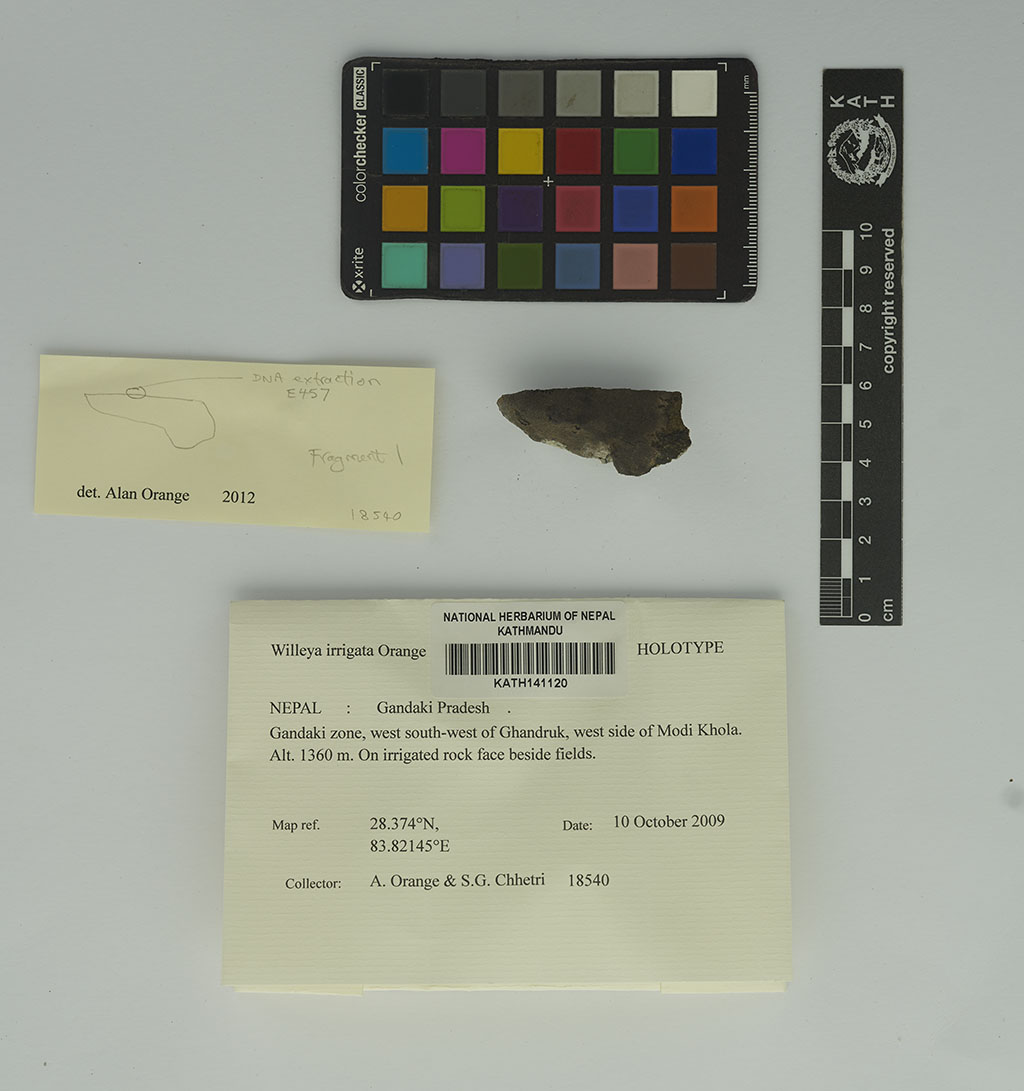 colorchecker CLASSIC
x-rite
mm
K A T H
10
9
8
7
6
5
4
3
2
1
0
cm
copyright reserved
DNA extraction
E457
Fragment 1
det. Alan Orange 2012
18540
NATIONAL HERBARIUM OF NEPAL
KATHMANDU
KATH141120
Willeya irrigata Orange
HOLOTYPE
NEPAL : Gandaki Pradesh .
Gandaki zone, west south-west of Ghandruk, west side of Modi Khola.
Alt. 1360 m. On irrigated rock face beside fields.
Map ref. 28.374°N,
83.82145°E
Date: 10 October 2009
Collector: A. Orange & S.G. Chhetri 18540